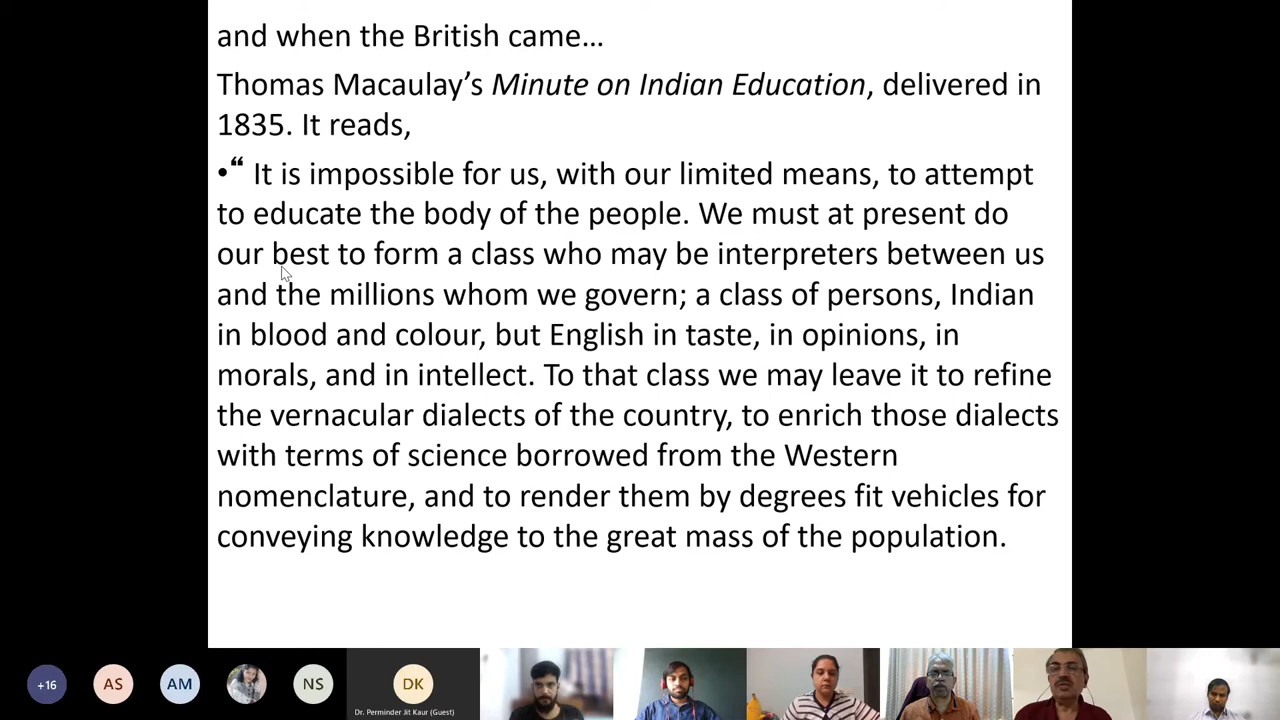 and when the British came…
Thomas Macaulay’s Minute on Indian Education, delivered in
1835. It reads,
•“ It is impossible for us, with our limited means, to attempt
to educate the body of the people. We must at present do
our best to form a class who may be interpreters between us
and the millions whom we govern; a class of persons, Indian
in blood and colour, but English in taste, in opinions, in
morals, and in intellect. To that class we may leave it to refine
the vernacular dialects of the country, to enrich those dialects
with terms of science borrowed from the Western
nomenclature, and to render them by degrees fit vehicles for
conveying knowledge to the great mass of the population.
+16 AS AM NS DK
Dr. Perminder Jit Kaur (Guest)